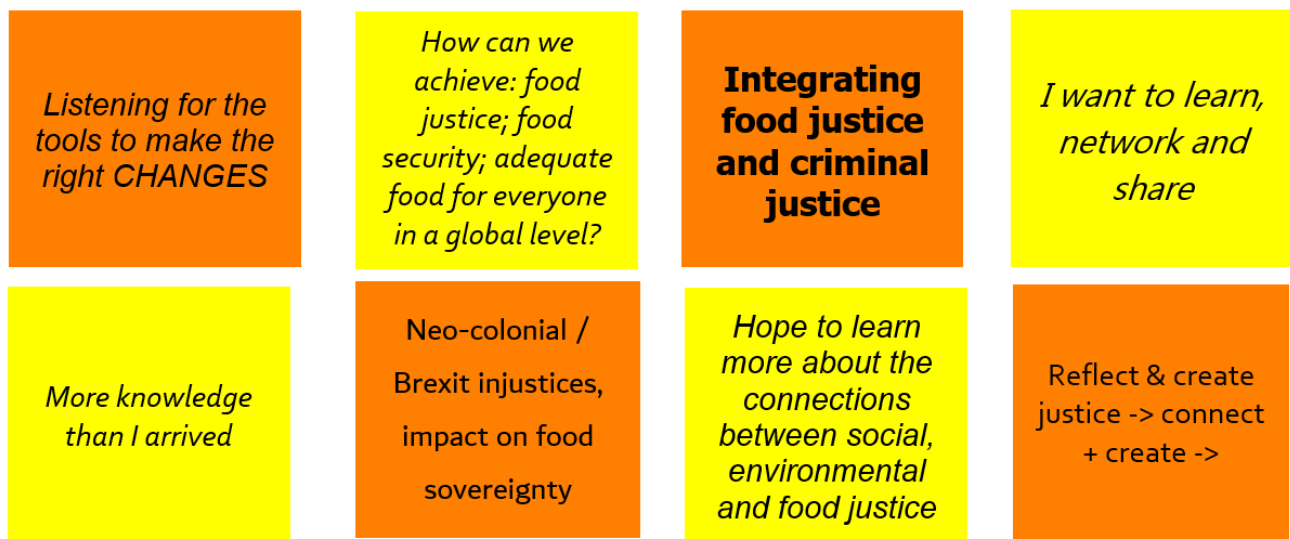 Listening for the
tools to make the
right CHANGES
How can we
achieve: food
justice; food
security; adequate
food for everyone
in a global level?
Integrating
food justice
and criminal
justice
I want to learn,
network and
share
More knowledge
than I arrived
Neo-colonial /
Brexit injustices,
impact on food
sovereignty
Hope to learn
more about the
connections
between social,
environmental
and food justice
Reflect & create
justice -> connect
+ create ->